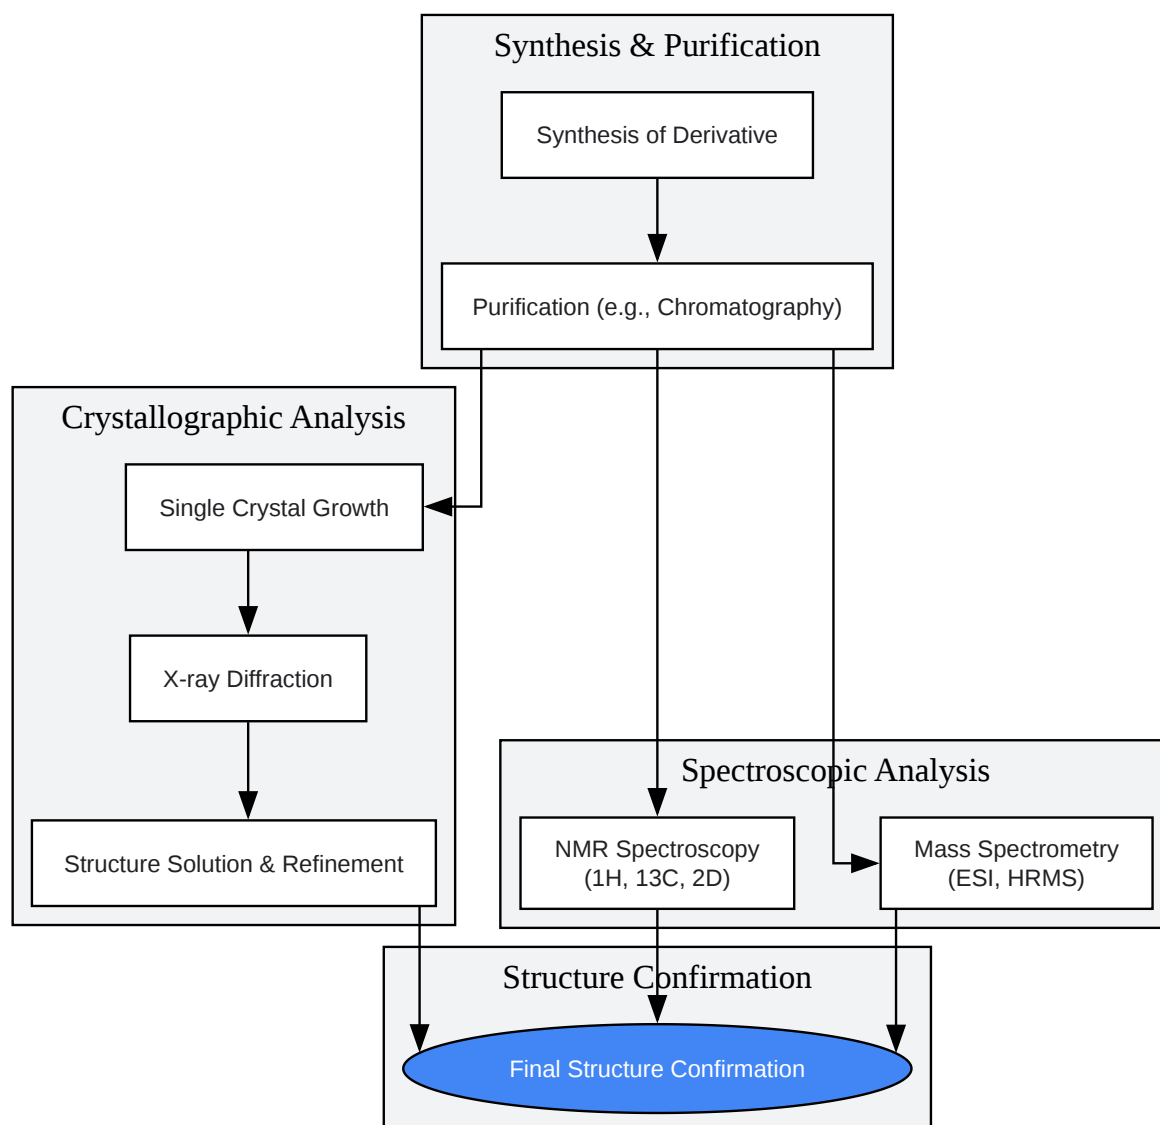 Synthesis & Purification
Synthesis of Derivative
Purification (e.g., Chromatography)
Crystallographic Analysis
Single Crystal Growth
X-ray Diffraction
Structure Solution & Refinement
Spectroscopic Analysis
NMR Spectroscopy
(1H, 13C, 2D)
Mass Spectrometry
(ESI, HRMS)
Structure Confirmation
Final Structure Confirmation